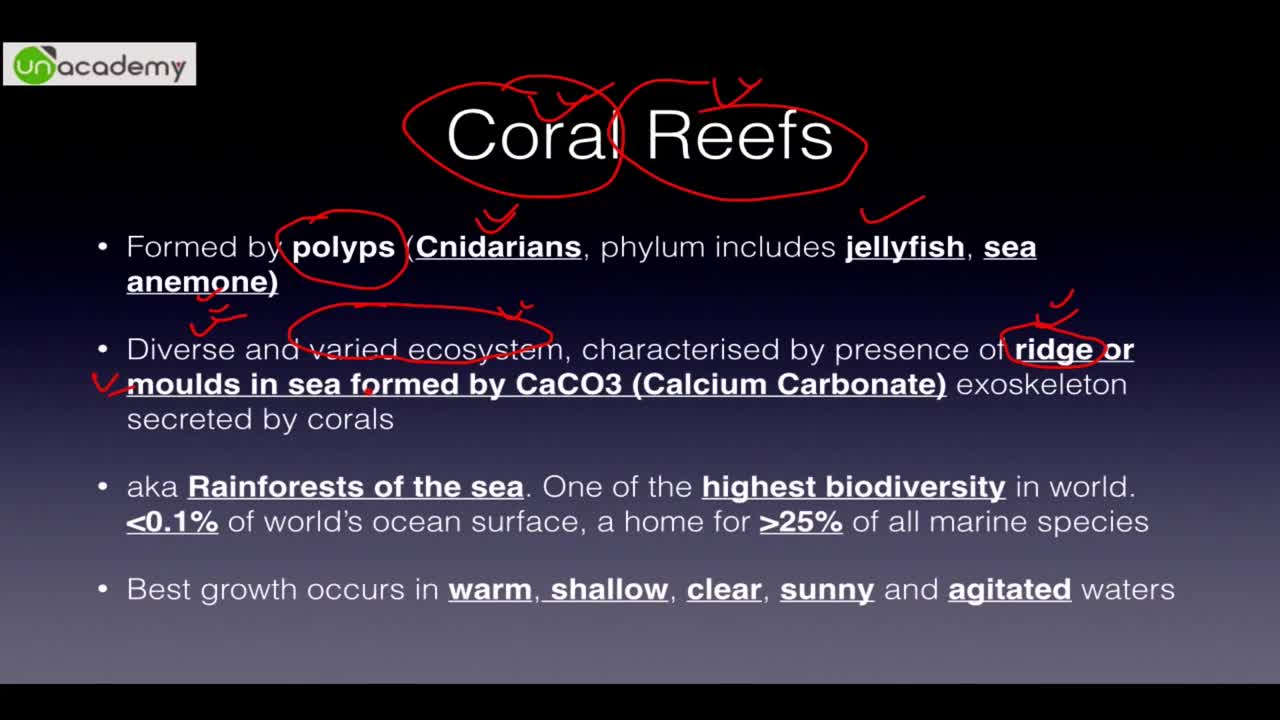 unacademy
Coral Reefs
• Formed by polyps (Cnidarians, phylum includes jellyfish, sea
anemone)
• Diverse and varied ecosystem, characterised by presence of ridge or
moulds in sea formed by CaCO3 (Calcium Carbonate) exoskeleton
secreted by corals
• aka Rainforests of the sea. One of the highest biodiversity in world.
<0.1% of world's ocean surface, a home for >25% of all marine species
• Best growth occurs in warm, shallow, clear, sunny and agitated waters